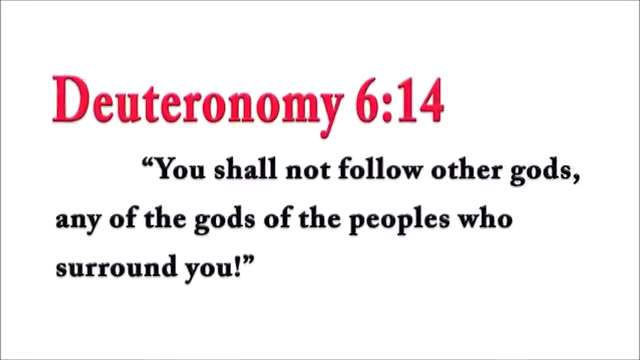 Deuteronomy 6:14
“You shall not follow other gods,
any of the gods of the peoples who
surround you!”